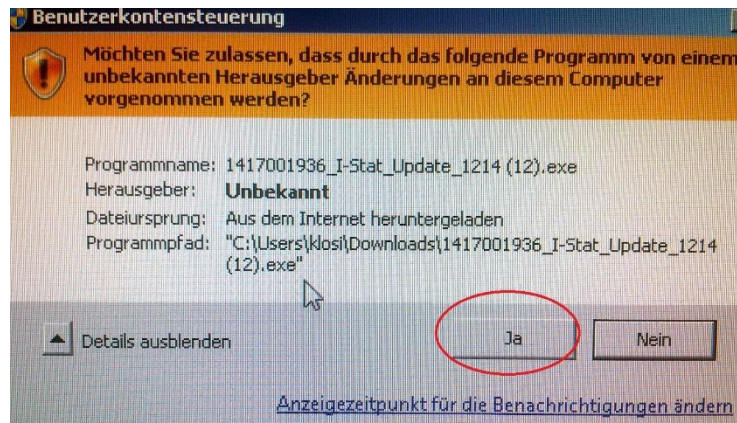 Benutzerkontensteuerung
Möchten Sie zulassen, dass durch das folgende Programm von einem
unbekannten Herausgeber Änderungen an diesem Computer
vorgenommen werden?
Programmname: 1417001936_I-Stat_Update_1214 (12).exe
Herausgeber: Unbekannt
Dateiursprung: Aus dem Internet heruntergeladen
Programmpfad: "C:\Users\klosi\Downloads\1417001936_I-Stat_Update_1214
(12).exe"
Details ausblenden
Ja
Nein
Anzeigezeitpunkt für die Benachrichtigungen ändern